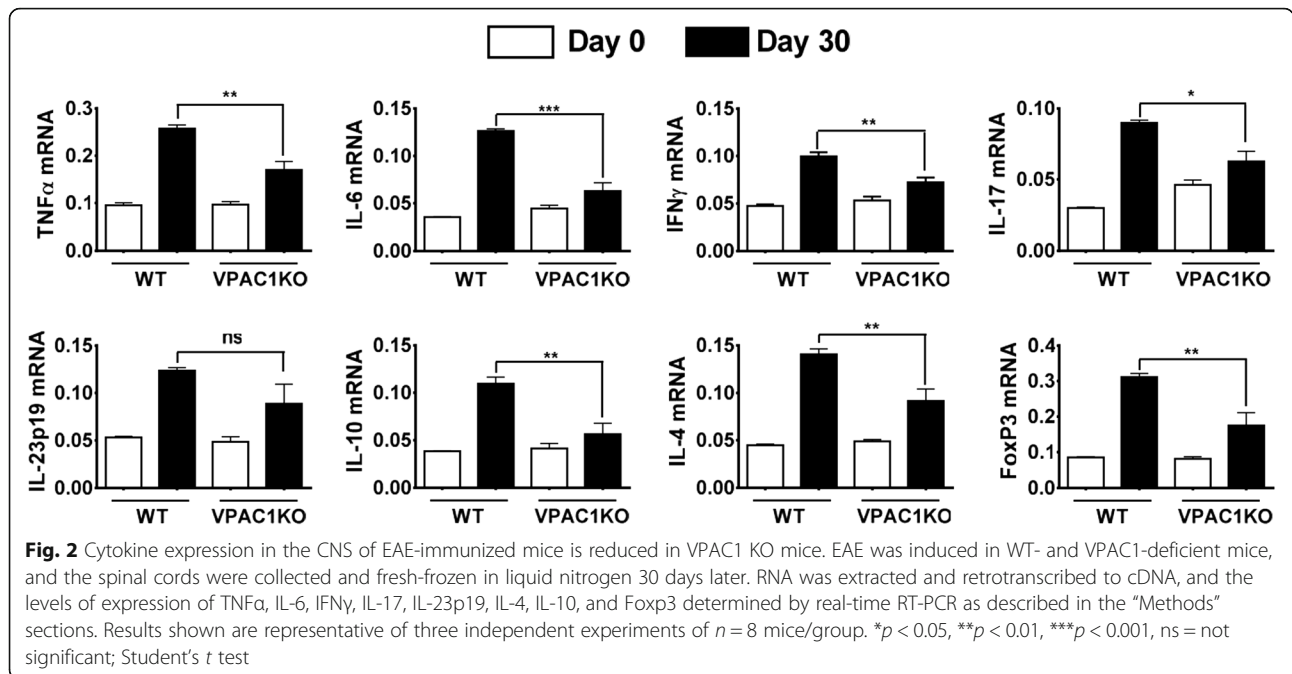 Day 0 Day 30
TNFα mRNA
0.3
0.2
0.1
0.0
**
WT VPAC1KO
IL-6 mRNA
0.15
0.10
0.05
0.00
***
WT VPAC1KO
IFNγ mRNA
0.15
0.10
0.05
0.00
**
WT VPAC1KO
IL-17 mRNA
0.10
0.05
0.00
*
WT VPAC1KO
IL-23p19 mRNA
0.15
0.10
0.05
0.00
ns
WT VPAC1KO
IL-10 mRNA
0.15
0.10
0.05
0.00
**
WT VPAC1KO
IL-4 mRNA
0.15
0.10
0.05
0.00
**
WT VPAC1KO
FoxP3 mRNA
0.4
0.3
0.2
0.1
0.0
**
WT VPAC1KO
Fig. 2 Cytokine expression in the CNS of EAE-immunized mice is reduced in VPAC1 KO mice. EAE was induced in WT- and VPAC1-deficient mice,
and the spinal cords were collected and fresh-frozen in liquid nitrogen 30 days later. RNA was extracted and retrotranscribed to cDNA, and the
levels of expression of TNFα, IL-6, IFNγ, IL-17, IL-23p19, IL-4, IL-10, and Foxp3 determined by real-time RT-PCR as described in the “Methods”
sections. Results shown are representative of three independent experiments of n = 8 mice/group. *p < 0.05, **p < 0.01, ***p < 0.001, ns = not
significant; Student’s t test